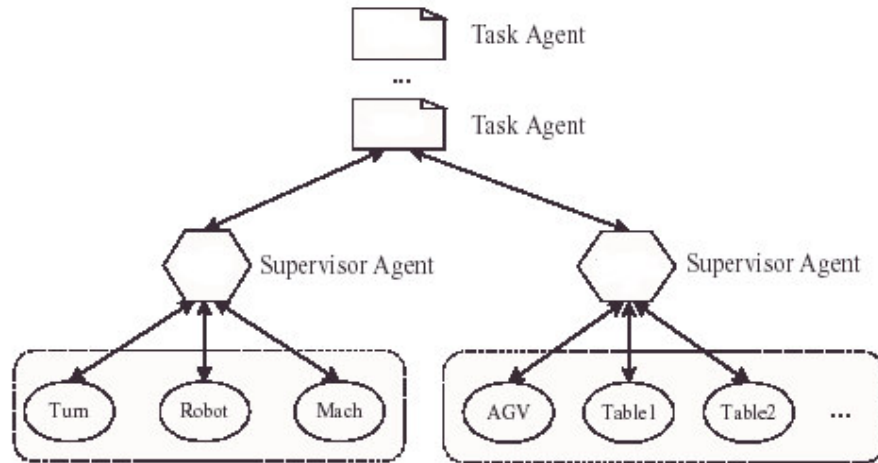 Task Agent
...
Task Agent
Supervisor Agent
Supervisor Agent
Turn
Robot
Mach
AGV
Table1
Table2
...